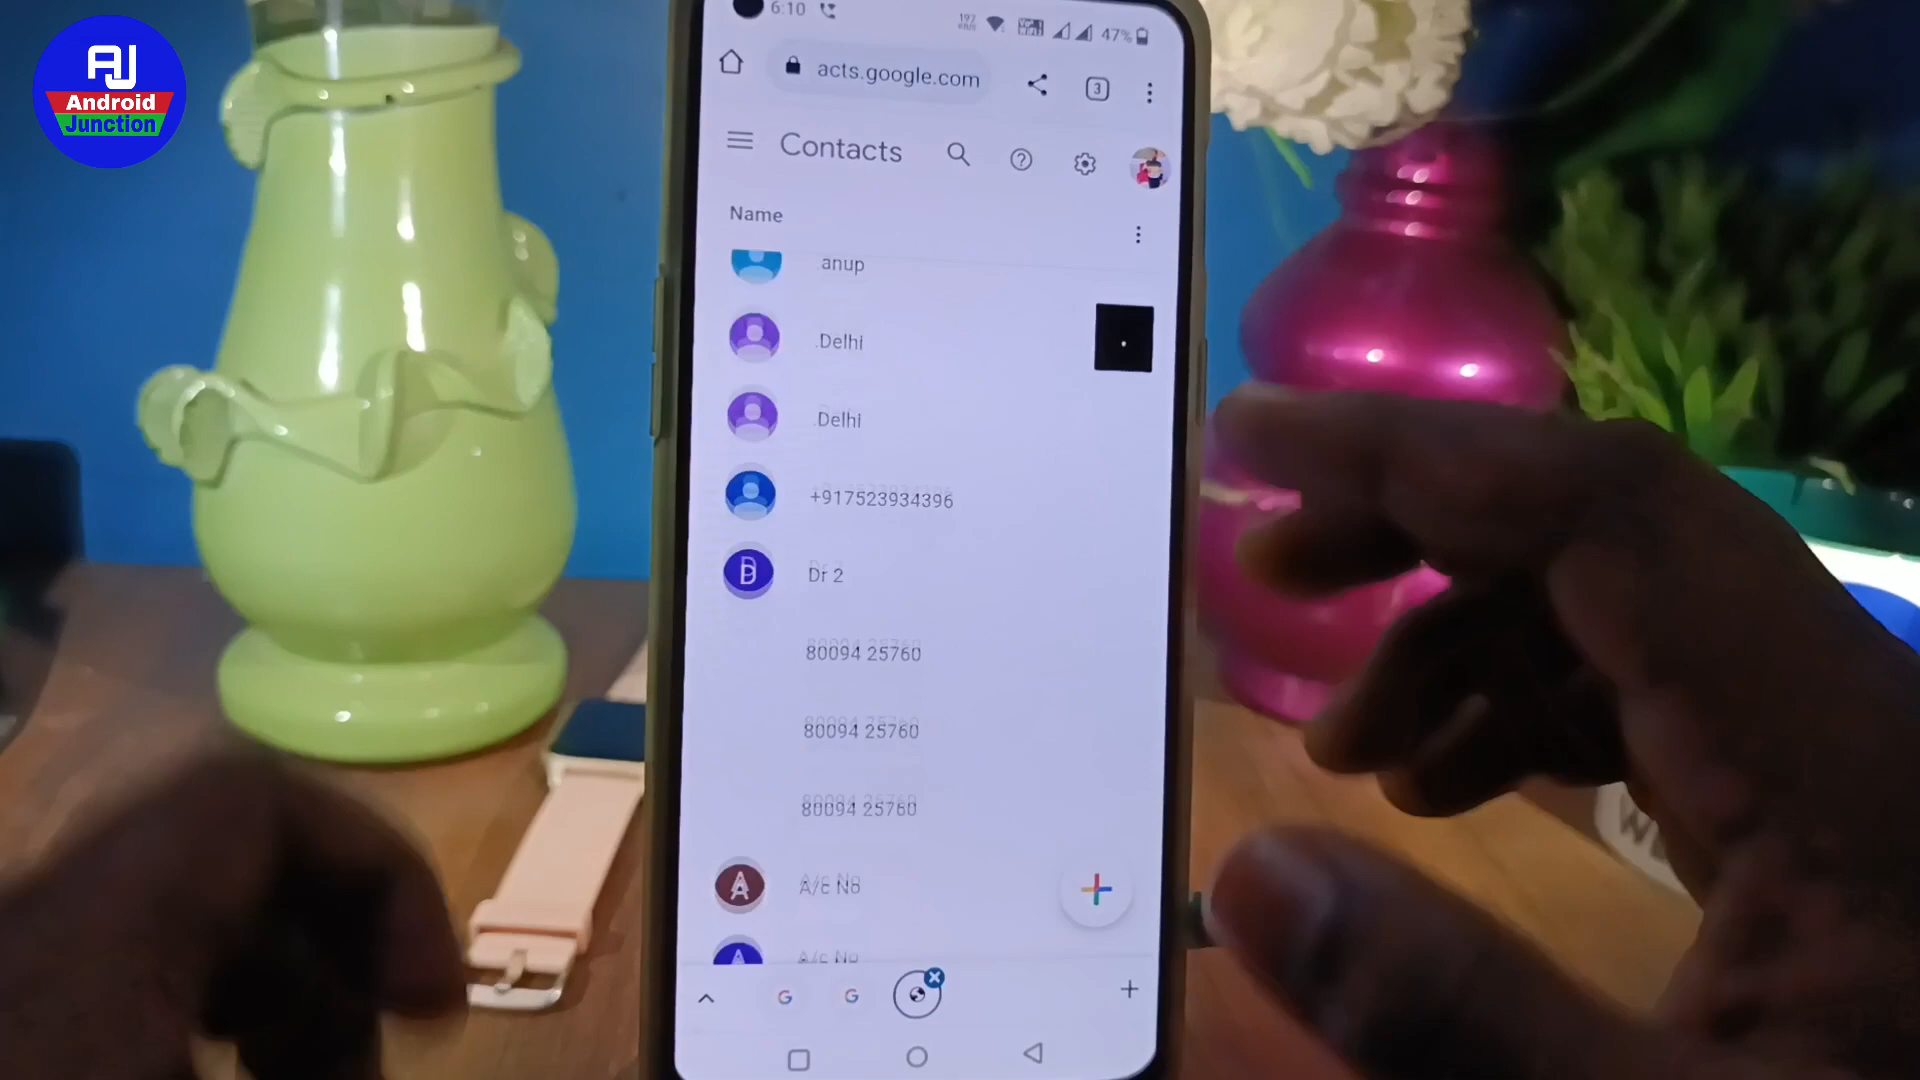 AJ
Android
Junction
6:10
197
47%
acts.google.com
3
Contacts
Name
anup
.Delhi
.Delhi
+917523934396
D
Dr 2
80094 25760
80094 25760
80094 25760
A
A/c No
A
A/c No
G
G
W